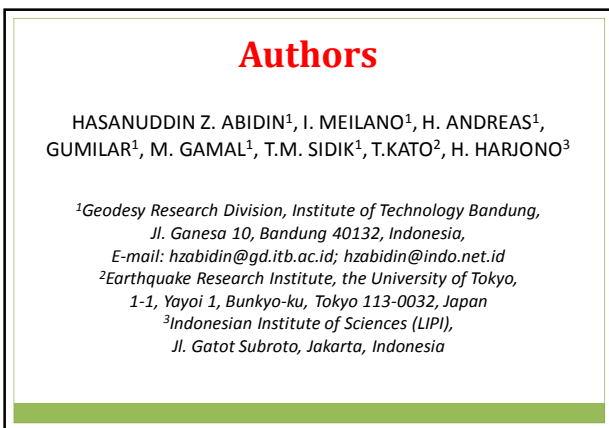 Authors
HASANUDDIN Z. ABIDIN¹, I. MEILANO¹, H. ANDREAS¹,
GUMILAR¹, M. GAMAL¹, T.M. SIDIK¹, T.KATO², H. HARJONO³
¹Geodesy Research Division, Institute of Technology Bandung,
Jl. Ganesa 10, Bandung 40132, Indonesia,
E-mail: hzabidin@gd.itb.ac.id; hzabidin@indo.net.id
²Earthquake Research Institute, the University of Tokyo,
1-1, Yayoi 1, Bunkyo-ku, Tokyo 113-0032, Japan
³Indonesian Institute of Sciences (LIPI),
Jl. Gatot Subroto, Jakarta, Indonesia